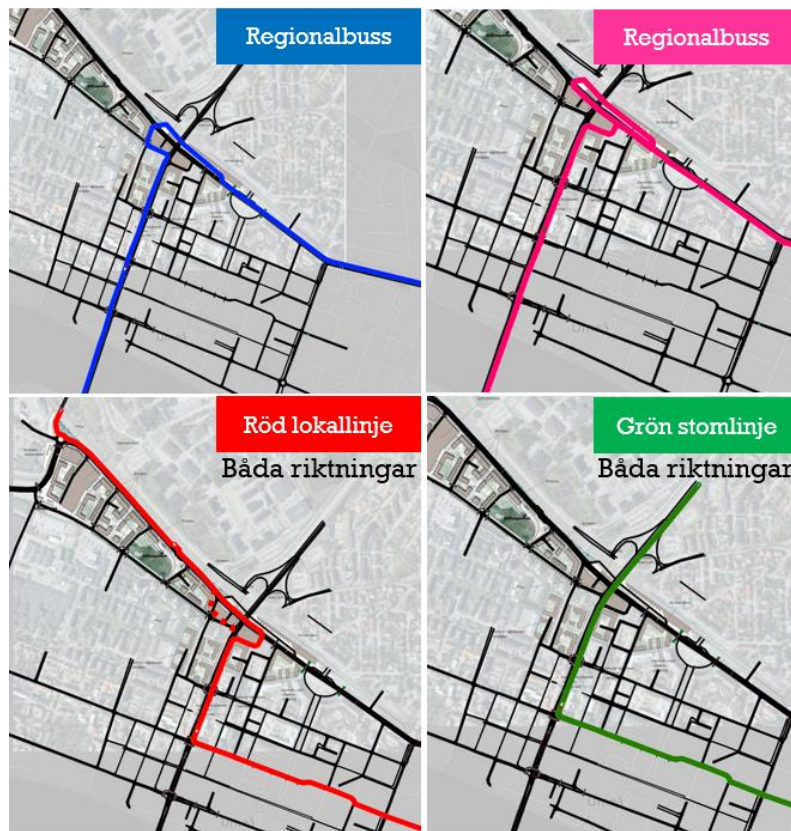 Regionalbuss
Regionalbuss
Röd lokallinje
Båda riktningar
Grön stomlinje
Båda riktningar